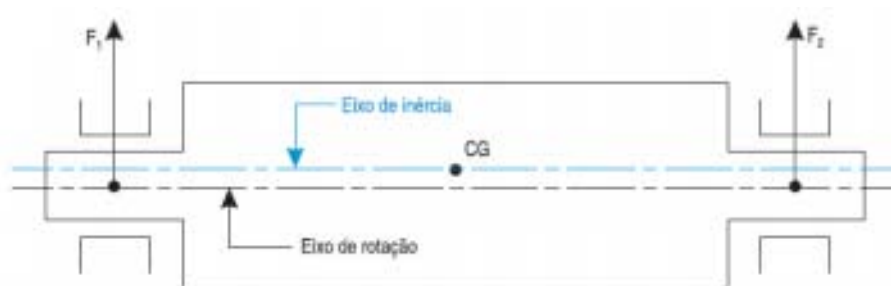 F₁
F₂
Eixo de inércia
CG
Eixo de rotação